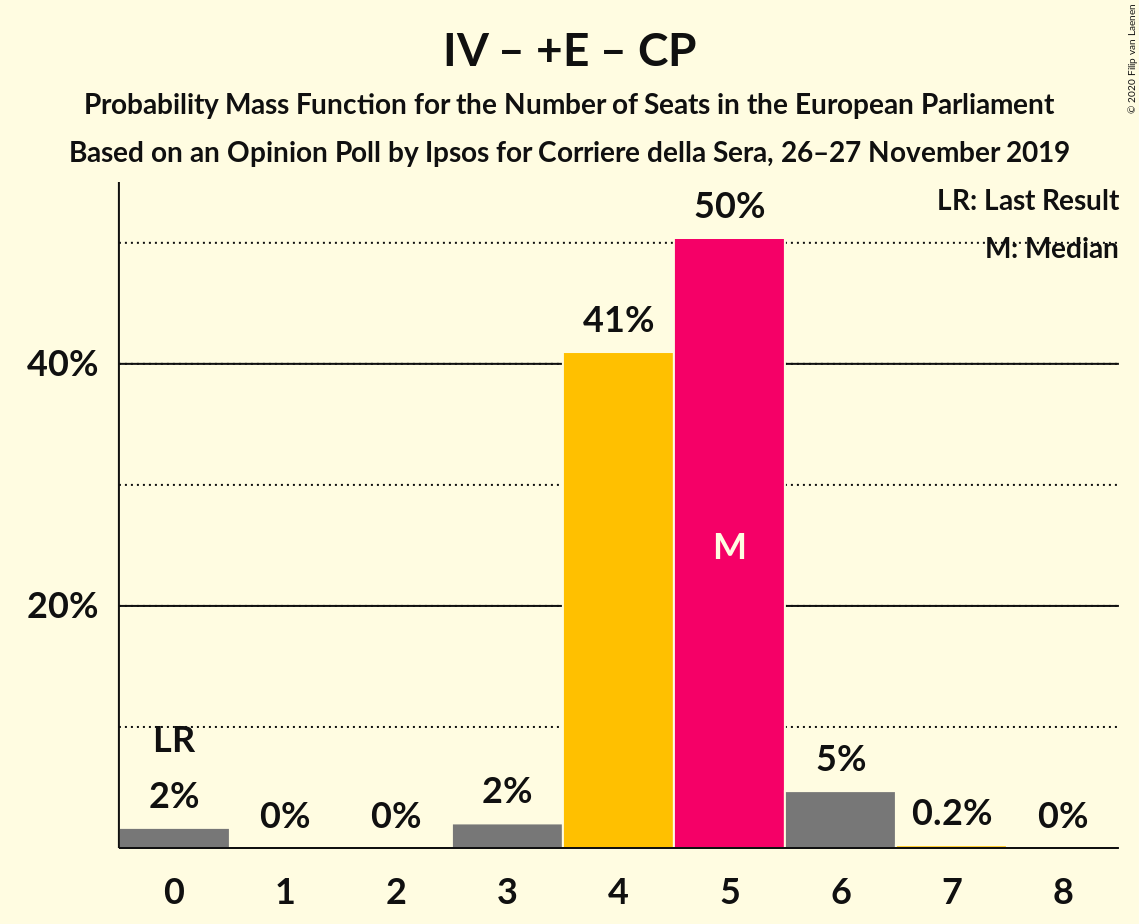 IV – +E – CP
Probability Mass Function for the Number of Seats in the European Parliament
Based on an Opinion Poll by Ipsos for Corriere della Sera, 26–27 November 2019
© 2020 Filip van Laenen
LR: Last Result
M: Median
50%
41%
40%
M
20%
LR
2%
0%
0%
2%
5%
0.2%
0%
0 1 2 3 4 5 6 7 8